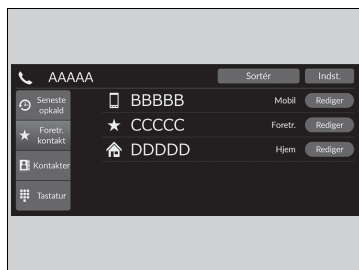 AAAAA Sortér Indst.
Seneste opkald
Foretr. kontakt
Kontakter
Tastatur
BBBBB Mobil Rediger
CCCCC Foretr. Rediger
DDDDD Hjem Rediger